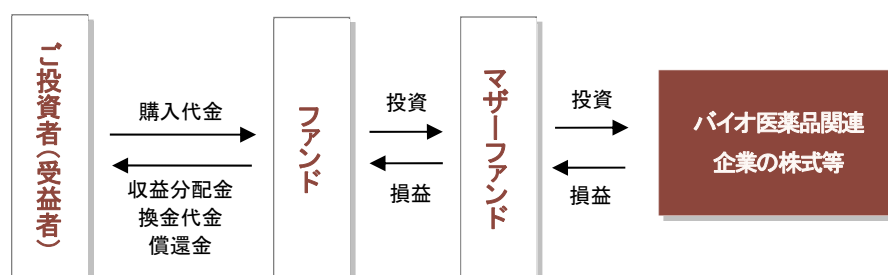 ご投資者（受益者）
購入代金
収益分配金
換金代金
償還金
ファンド
投資
損益
マザーファンド
投資
損益
バイオ医薬品関連
企業の株式等